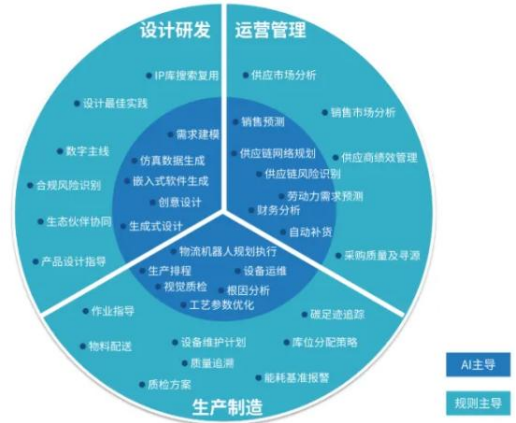 设计研发
运营管理
IP库搜索复用
供应市场分析
设计最佳实践
销售市场分析
需求建模
销售预测
数字主线
仿真数据生成
供应链网络规划
供应商绩效管理
合规风险识别
嵌入式软件生成
供应链风险识别
创意设计
劳动力需求预测
财务分析
生态伙伴协同
生成式设计
自动补货
产品设计指导
物流机器人规划执行
采购质量及寻源
生产排程
设备运维
视觉质检
根因分析
工艺参数优化
作业指导
碳足迹追踪
物料配送
设备维护计划
库位分配策略
质量追溯
质检方案
能耗基准报警
生产制造
AI主导
规则主导